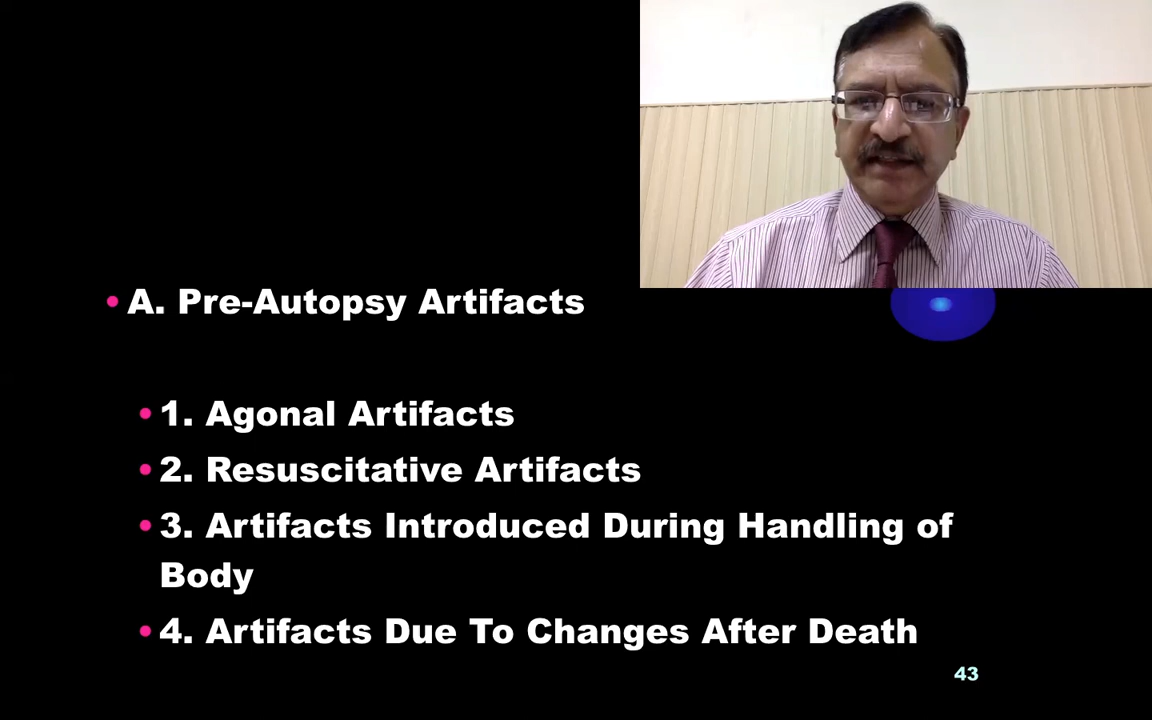 • A. Pre-Autopsy Artifacts
• 1. Agonal Artifacts
• 2. Resuscitative Artifacts
• 3. Artifacts Introduced During Handling of
Body
• 4. Artifacts Due To Changes After Death
43